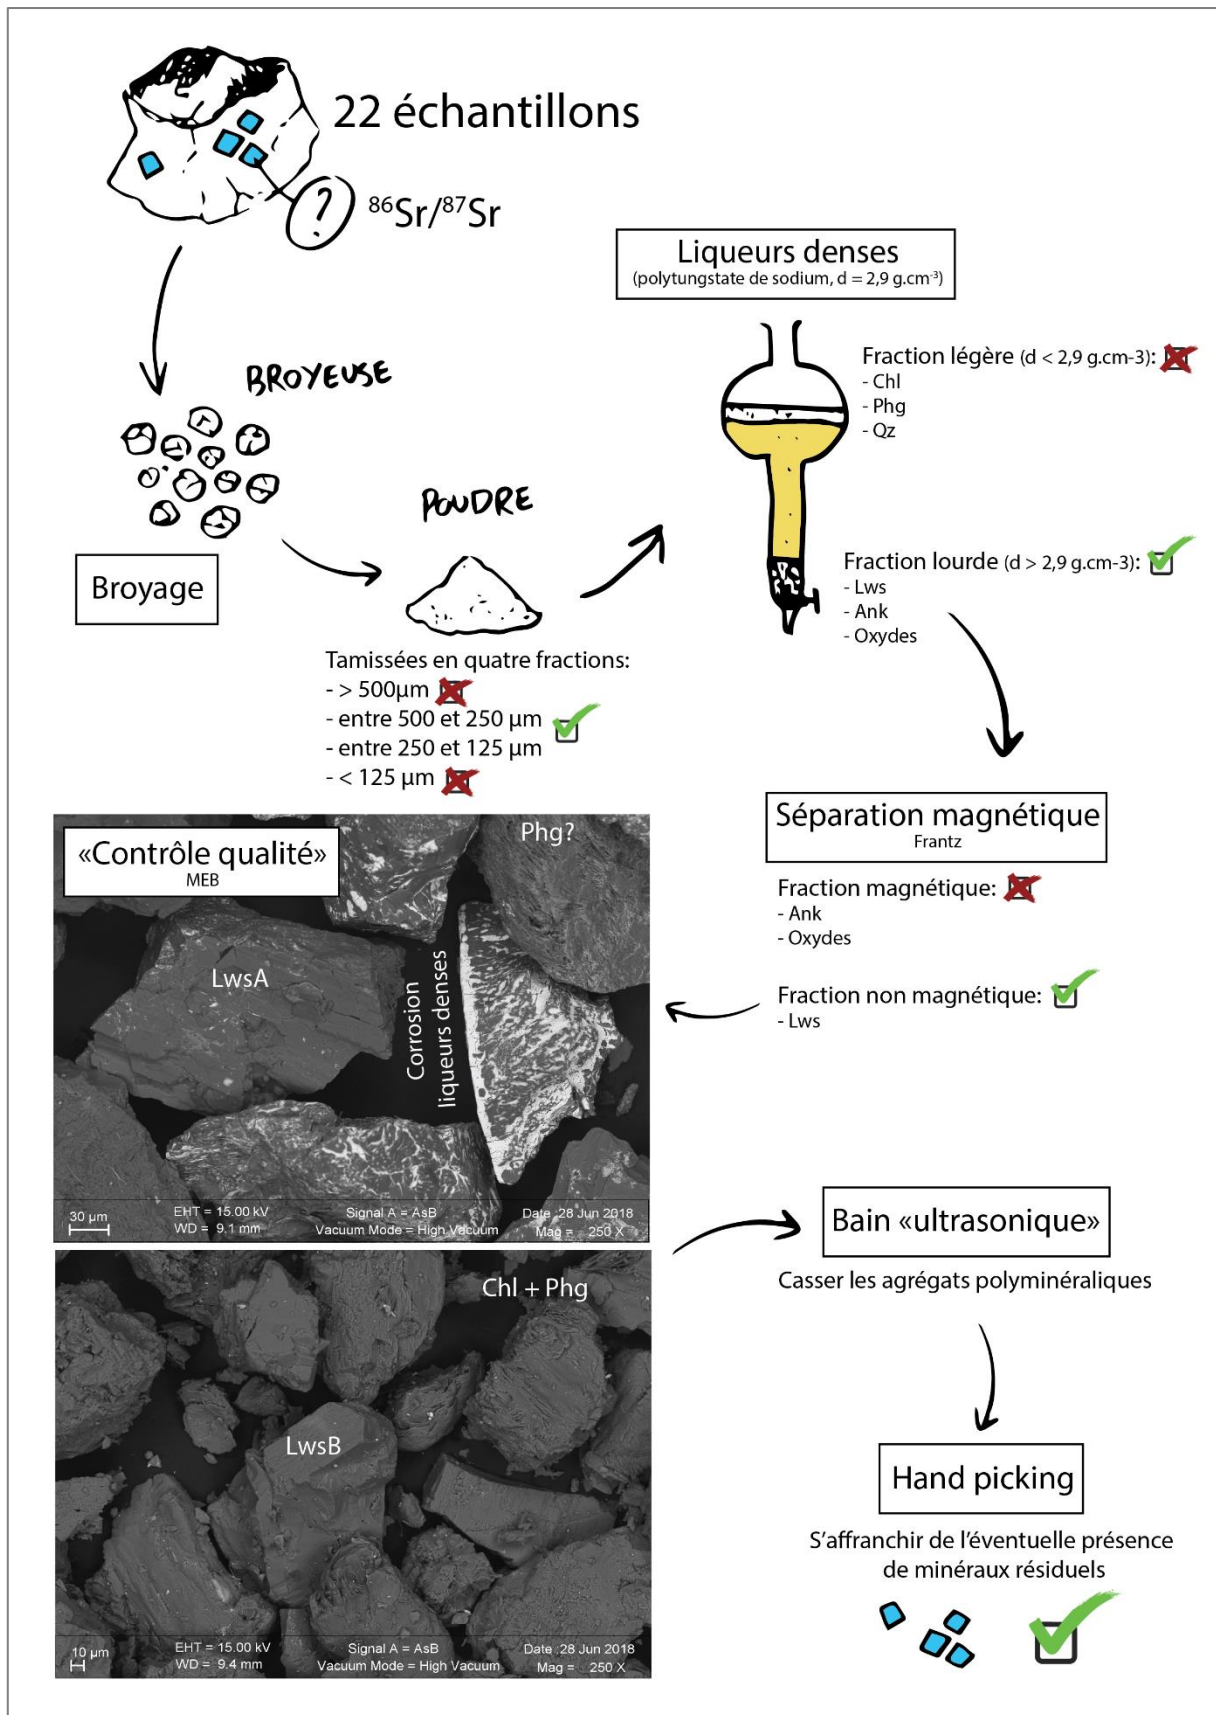 22 échantillons
?
⁸⁶Sr/⁸⁷Sr
BROYEUSE
Broyage
POUDRE
Tamissées en quatre fractions:
- > 500µm
- entre 500 et 250 µm
- entre 250 et 125 µm
- < 125 µm
Liqueurs denses
(polytungstate de sodium, d = 2,9 g.cm⁻³)
Fraction légère (d < 2,9 g.cm-3):
- Chl
- Phg
- Qz
Fraction lourde (d > 2,9 g.cm-3):
- Lws
- Ank
- Oxydes
Séparation magnétique
Frantz
Fraction magnétique:
- Ank
- Oxydes
Fraction non magnétique:
- Lws
«Contrôle qualité»
MEB
Phg?
LwsA
Corrosion
liqueurs denses
30 µm
EHT = 15.00 kV
WD = 9.1 mm
Signal A = AsB
Vacuum Mode = High Vacuum
Date :28 Jun 2018
Mag = 250 X
Chl + Phg
LwsB
10 µm
EHT = 15.00 kV
WD = 9.4 mm
Signal A = AsB
Vacuum Mode = High Vacuum
Date :28 Jun 2018
Mag = 250 X
Bain «ultrasonique»
Casser les agrégats polyminéraliques
Hand picking
S'affranchir de l'éventuelle présence
de minéraux résiduels